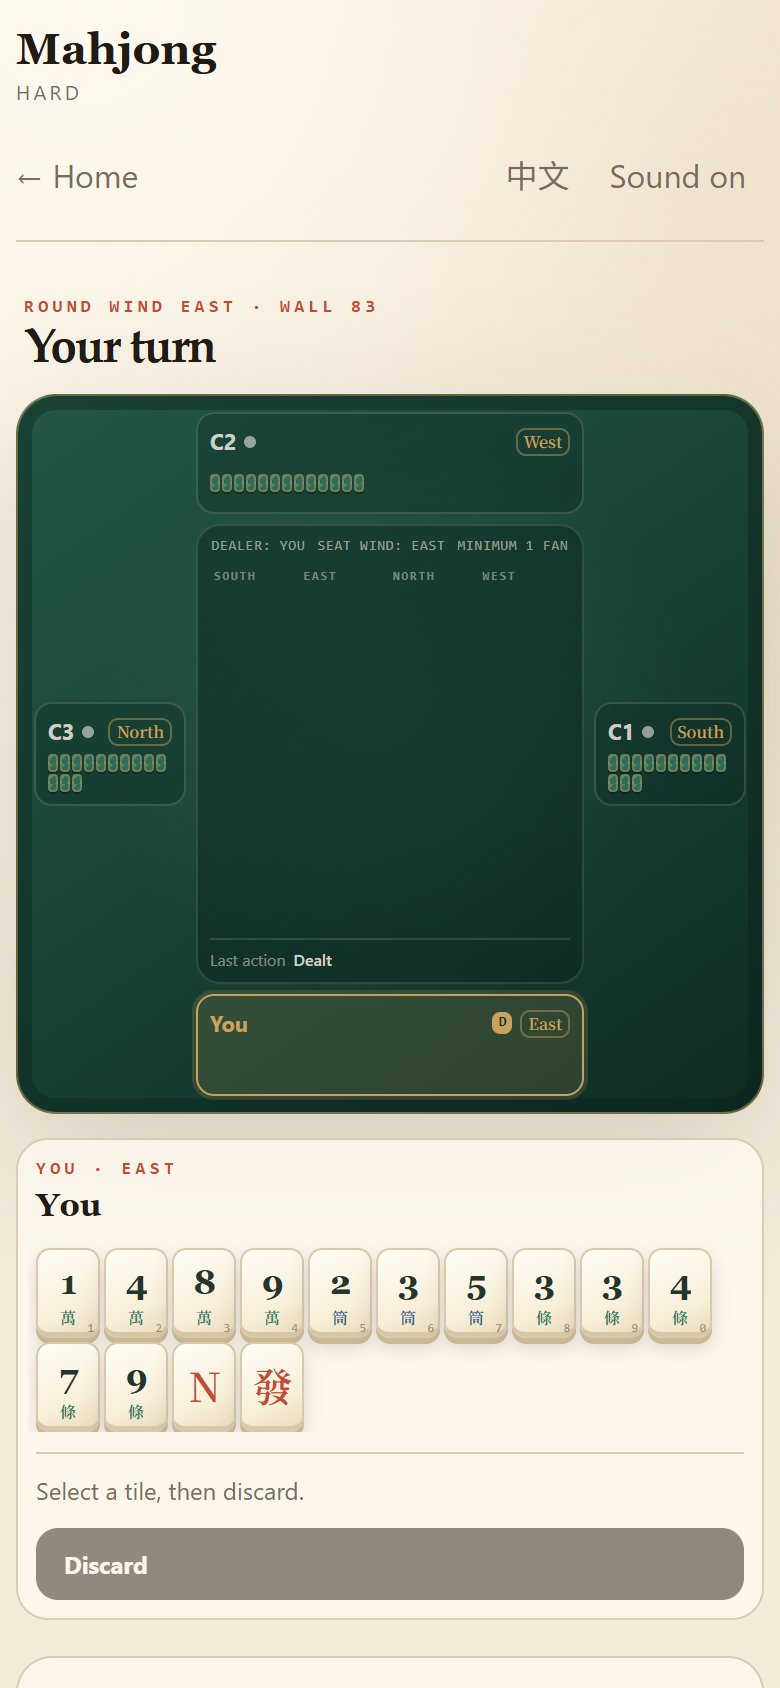 Mahjong
HARD
← Home 中文 Sound on
ROUND WIND EAST · WALL 83
Your turn
C2 West
DEALER: YOU SEAT WIND: EAST MINIMUM 1 FAN
SOUTH EAST NORTH WEST
C3 North
C1 South
Last action Dealt
You D East
YOU · EAST
You
1 4 8 9 2 3 5 3 3 4
萬 1 萬 2 萬 3 萬 4 筒 5 筒 6 筒 7 條 8 條 9 條 0
7 9 N 發
條 條
Select a tile, then discard.
Discard